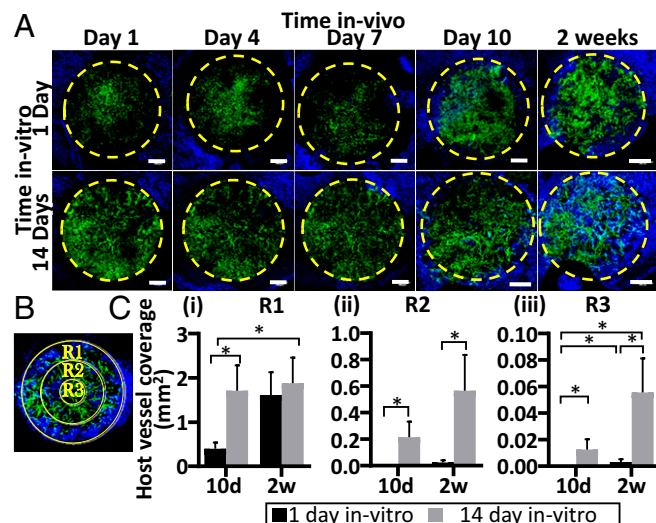 A
Time in-vivo
Day 1 Day 4 Day 7 Day 10 2 weeks
Time in-vitro
1 Day
14 Days
B
R1
R2
R3
C
(i) R1
(ii) R2
(iii) R3
Host vessel coverage
(mm²)
3
2
1
0
*
*
10d 2w
1.0
0.8
0.6
0.4
0.2
0.0
*
*
10d 2w
0.10
0.08
0.06
0.04
0.02
0.00
*
*
*
*
10d 2w
1 day in-vitro 14 day in-vitro